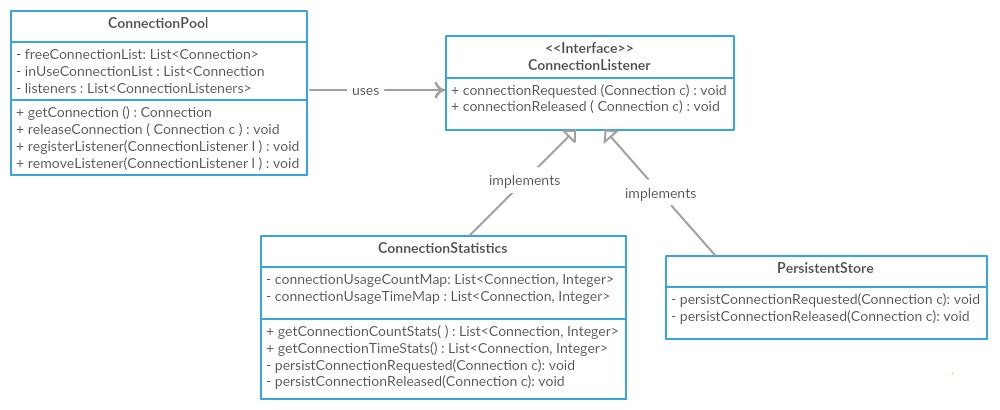 ConnectionPool
- freeConnectionList: List<Connection>
- inUseConnectionList : List<Connection
- listeners : List<ConnectionListeners>
+ getConnection () : Connection
+ releaseConnection ( Connection c ) : void
+ registerListener(ConnectionListener l ) : void
+ removeListener(ConnectionListener l ) : void
uses
<<Interface>>
ConnectionListener
+ connectionRequested (Connection c) : void
+ connectionReleased ( Connection c) : void
implements
implements
ConnectionStatistics
- connectionUsageCountMap: List<Connection, Integer>
- connectionUsageTimeMap : List<Connection, Integer>
+ getConnectionCountStats( ) : List<Connection, Integer>
+ getConnectionTimeStats() : List<Connection, Integer>
- persistConnectionRequested(Connection c): void
- persistConnectionReleased(Connection c): void
PersistentStore
- persistConnectionRequested(Connection c): void
- persistConnectionReleased(Connection c): void